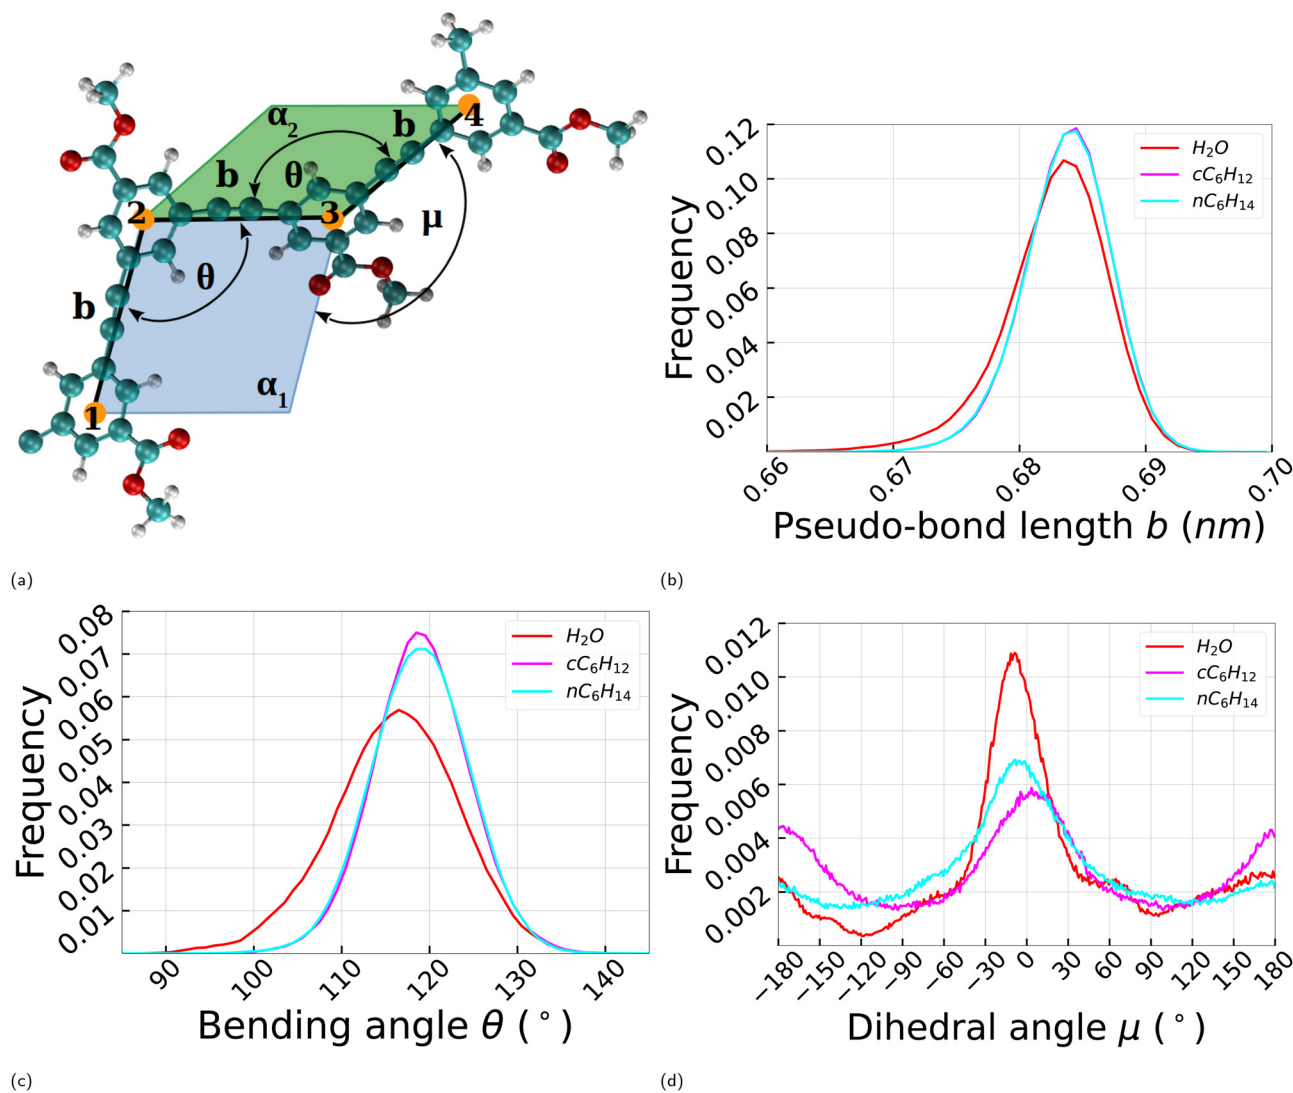 α2
b
4
b
θ
2
3
μ
θ
b
α1
1
(a)
Frequency
0.12
0.10
0.08
0.06
0.04
0.02
H2O
cC6H12
nC6H14
0.66 0.67 0.68 0.69 0.70
Pseudo-bond length b (nm)
(b)
Frequency
0.08
0.07
0.06
0.05
0.04
0.03
0.02
0.01
H2O
cC6H12
nC6H14
90 100 110 120 130 140
Bending angle θ (°)
(c)
Frequency
0.012
0.010
0.008
0.006
0.004
0.002
H2O
cC6H12
nC6H14
−180 −150 −120 −90 −60 −30 0 30 60 90 120 150 180
Dihedral angle μ (°)
(d)